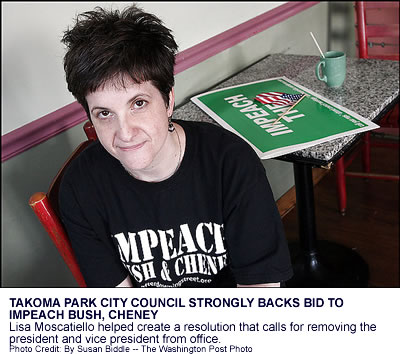 IMPEACH
IMPEACH
BUSH & CHENEY
TAKOMA PARK CITY COUNCIL STRONGLY BACKS BID TO
IMPEACH BUSH, CHENEY
Lisa Moscatiello helped create a resolution that calls for removing the
president and vice president from office.
Photo Credit: By Susan Biddle -- The Washington Post Photo